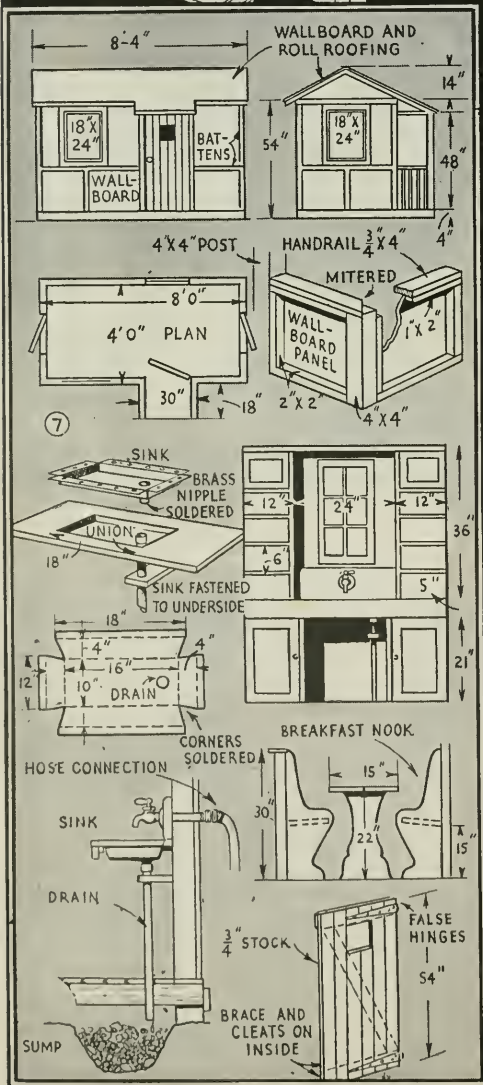 WALLBOARD AND
ROLL ROOFING
8'-4"
14"
18"X
24"
BAT-
TENS
WALL-
BOARD
54"
18"X
24"
48"
4"
4"X4" POST
HANDRAIL 3/4"X 4"
MITERED
8'0"
4'0" PLAN
30"
18"
WALL-
BOARD
PANEL
1"X 2"
2"X 2"
4"X4"
7
SINK
BRASS
NIPPLE
SOLDERED
UNION
18"
SINK FASTENED
TO UNDERSIDE
12"
24"
12"
36"
6"
5"
21"
18"
4"
4"
16"
12"
10"
DRAIN
CORNERS
SOLDERED
HOSE CONNECTION
SINK
DRAIN
SUMP
BREAKFAST NOOK
15"
30"
22"
15"
3/4" STOCK
FALSE
HINGES
54"
BRACE AND
CLEATS ON
INSIDE